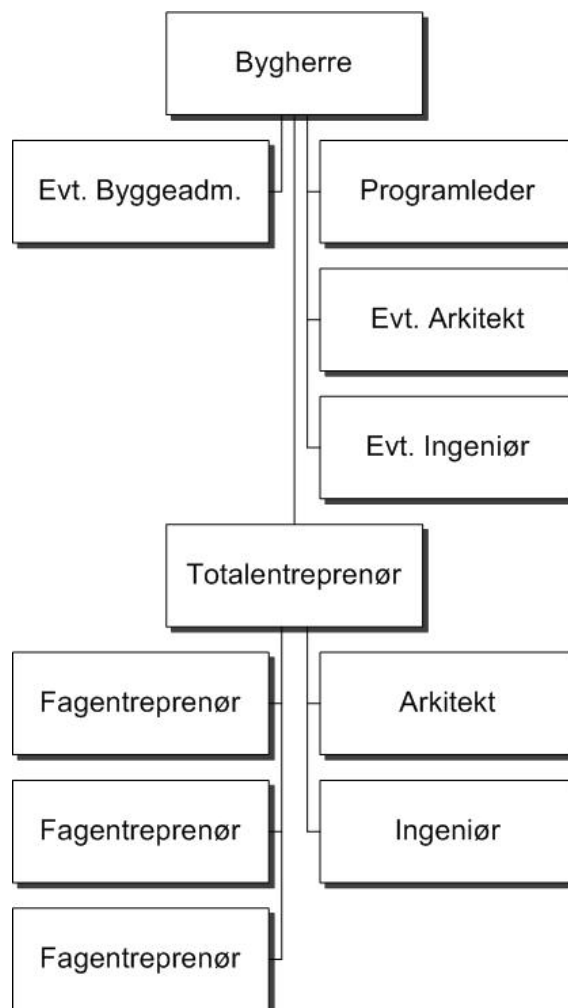 Bygherre
Evt. Byggeadm.
Programleder
Evt. Arkitekt
Evt. Ingeniør
Totalentreprenør
Fagentreprenør
Arkitekt
Fagentreprenør
Ingeniør
Fagentreprenør